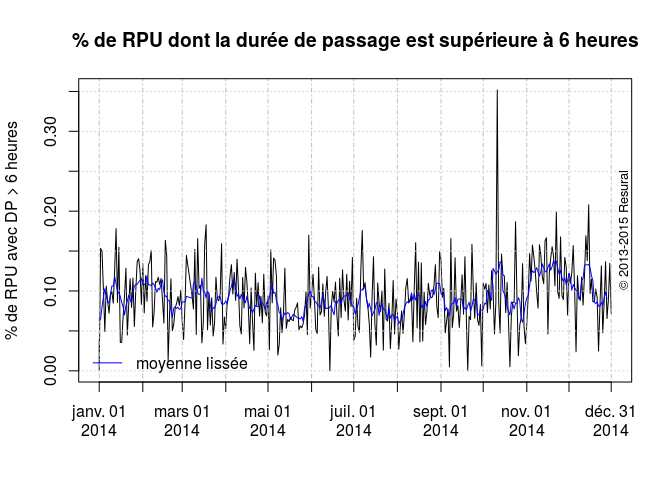 % de RPU dont la durée de passage est supérieure à 6 heures
% de RPU avec DP > 6 heures
0.30
0.20
0.10
0.00
© 2013-2015 Resural
moyenne lissée
janv. 01 mars 01 mai 01 juil. 01 sept. 01 nov. 01 déc. 31
2014 2014 2014 2014 2014 2014 2014